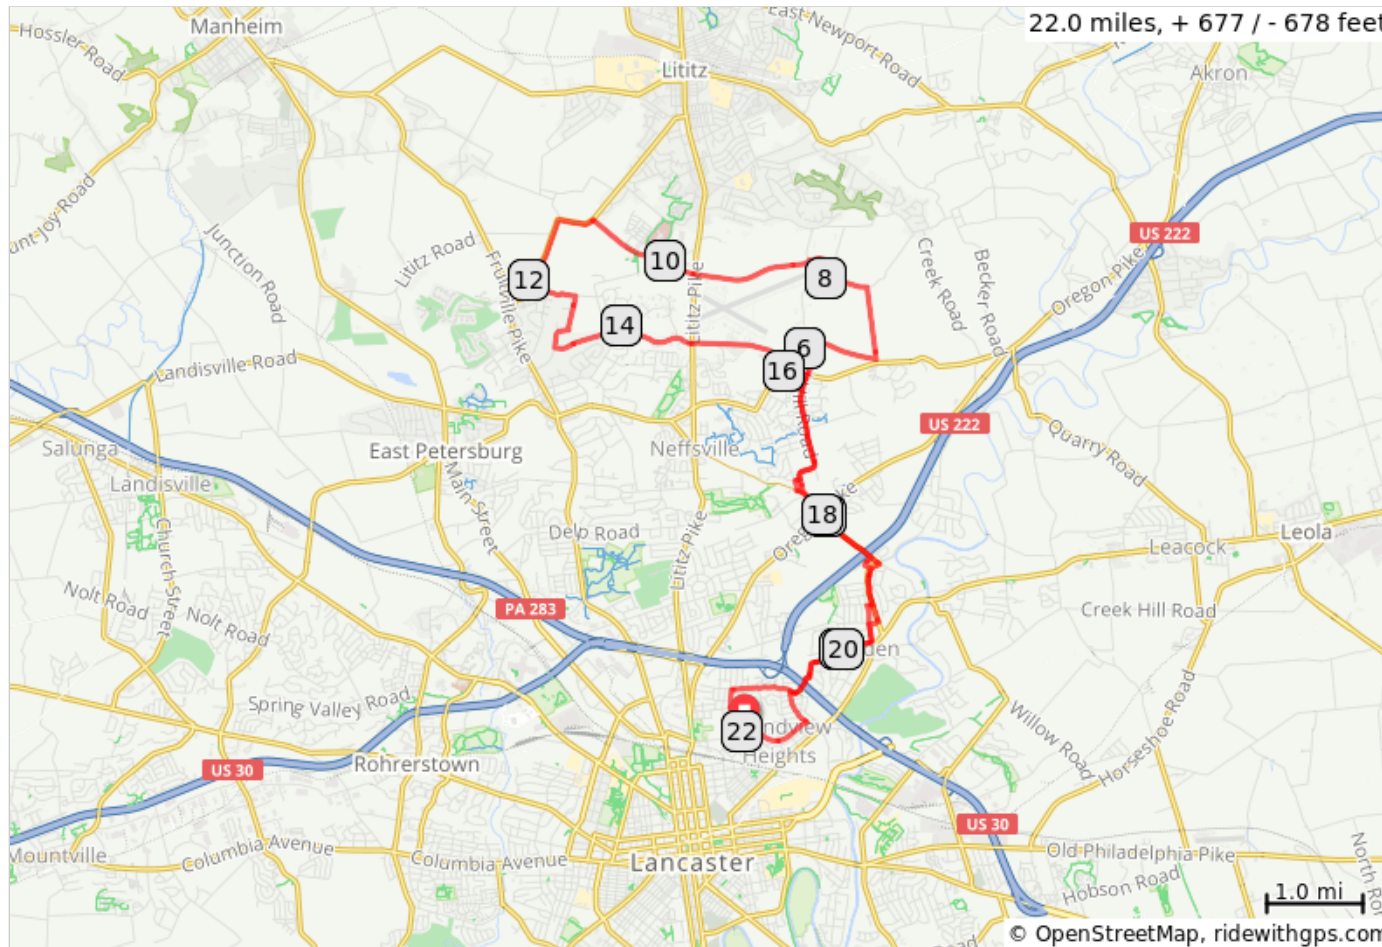 22.0 miles, + 677 / - 678 feet
Hossler Road
Manheim
East Newport Road
Lititz
Akron
Junction Road
Lititz Road
Fruitville Pike
Lititz Pike
Creek Road
Becker Road
Oregon Pike
US 222
12
10
8
14
6
16
Landisville Road
Salunga
Landisville
East Petersburg
Neffsville
US 222
Quarry Road
Main Street
Church Street
Delp Road
Lititz Pike
18
Leacock
Leola
Nolt Road
Nolt Road
PA 283
Creek Hill Road
20
Spring Valley Road
22
Heights
Willow Road
Horseshoe Road
US 30
Rohrerstown
US 30
Mountville
Columbia Avenue
Columbia Avenue
Lancaster
Old Philadelphia Pike
Hobson Road
1.0 mi
© OpenStreetMap, ridewithgps.com